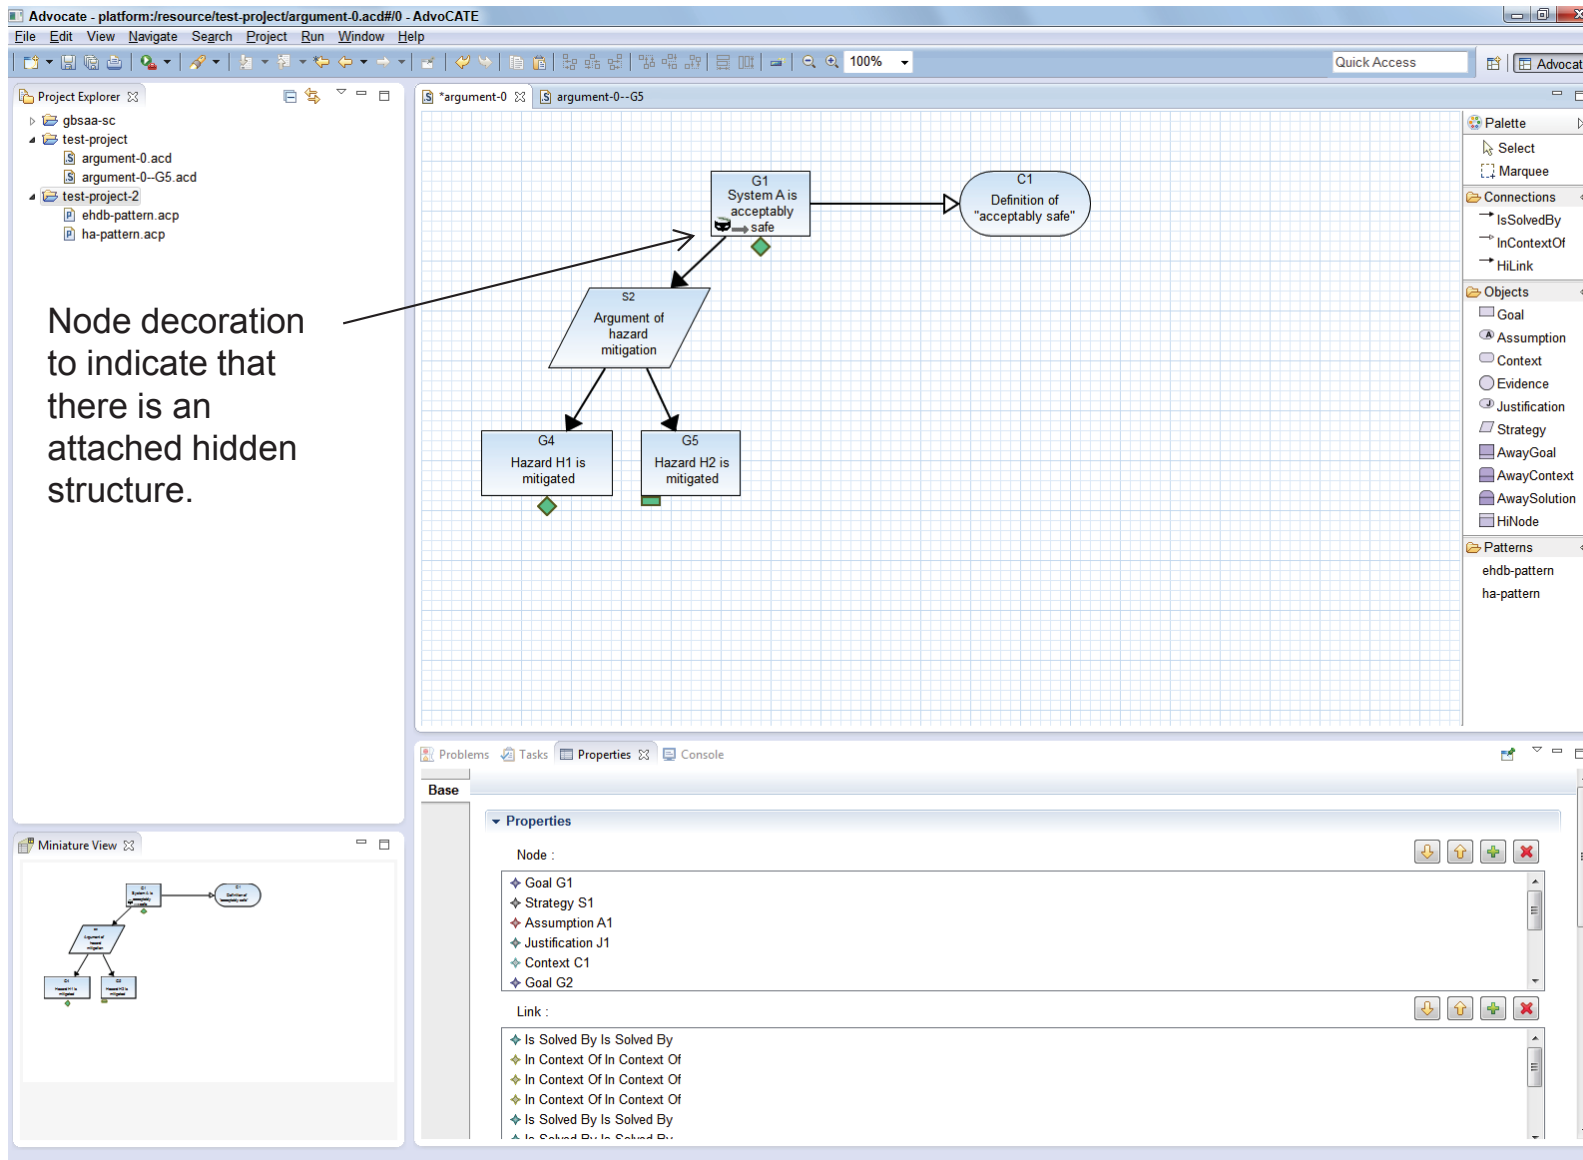 Advocate - platform:/resource/test-project/argument-0.acd#/0 - AdvoCATE
File Edit View Navigate Search Project Run Window Help
100%
Quick Access
Advocat
Project Explorer
gbsaa-sc
test-project
argument-0.acd
argument-0--G5.acd
test-project-2
ehdb-pattern.acp
ha-pattern.acp
Node decoration
to indicate that
there is an
attached hidden
structure.
*argument-0
argument-0--G5
G1
System A is
acceptably
safe
C1
Definition of
"acceptably safe"
S2
Argument of
hazard
mitigation
G4
Hazard H1 is
mitigated
G5
Hazard H2 is
mitigated
Palette
Select
Marquee
Connections
IsSolvedBy
InContextOf
HiLink
Objects
Goal
Assumption
Context
Evidence
Justification
Strategy
AwayGoal
AwayContext
AwaySolution
HiNode
Patterns
ehdb-pattern
ha-pattern
Miniature View
Problems Tasks Properties Console
Base
Properties
Node :
Goal G1
Strategy S1
Assumption A1
Justification J1
Context C1
Goal G2
Link :
Is Solved By Is Solved By
In Context Of In Context Of
In Context Of In Context Of
In Context Of In Context Of
Is Solved By Is Solved By
Is Solved By Is Solved By